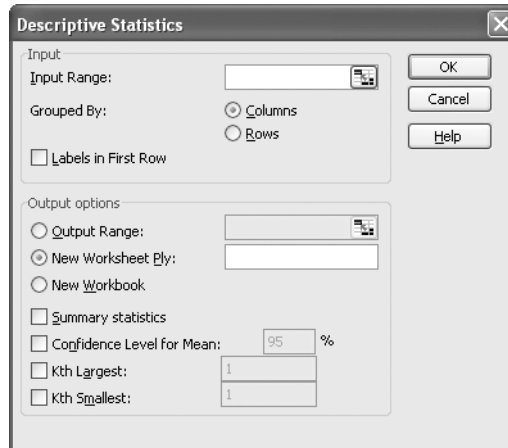 Descriptive Statistics
Input
Input Range:
Grouped By:
Columns
Rows
Labels in First Row
OK
Cancel
Help
Output options
Output Range:
New Worksheet Ply:
New Workbook
Summary statistics
Confidence Level for Mean: 95 %
Kth Largest: 1
Kth Smallest: 1